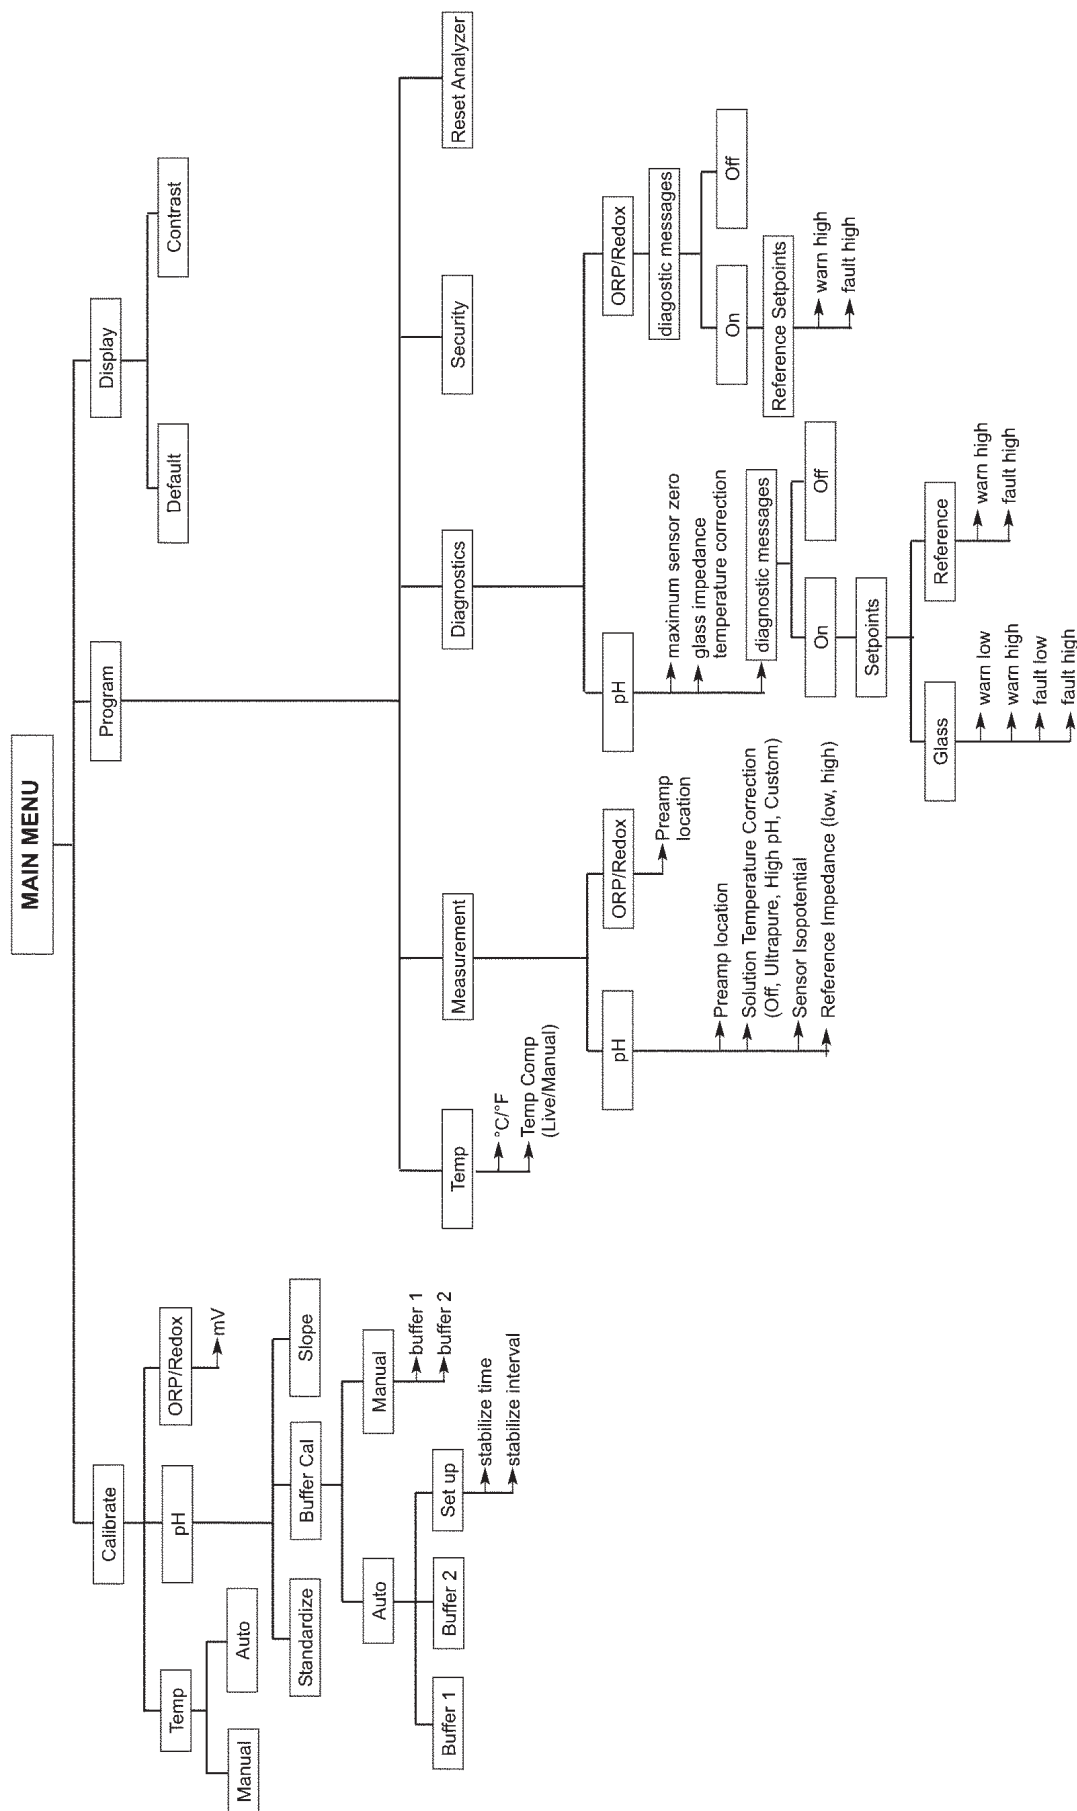 MAIN MENU
Calibrate
Program
Display
Temp
pH
ORP/Redox
mV
Manual
Auto
Standardize
Buffer Cal
Slope
Auto
Manual
buffer 1
buffer 2
Buffer 1
Buffer 2
Set up
stabilize time
stabilize interval
Default
Contrast
Temp
Measurement
Diagnostics
Security
Reset Analyzer
°C/°F
Temp Comp
(Live/Manual)
pH
ORP/Redox
Preamp
location
Preamp location
Solution Temperature Correction
(Off, Ultrapure, High pH, Custom)
Sensor Isopotential
Reference Impedance (low, high)
pH
ORP/Redox
maximum sensor zero
glass impedance
temperature correction
diagnostic messages
On
Off
Setpoints
Glass
Reference
warn low
warn high
fault low
fault high
warn high
fault high
diagostic messages
On
Off
Reference Setpoints
warn high
fault high